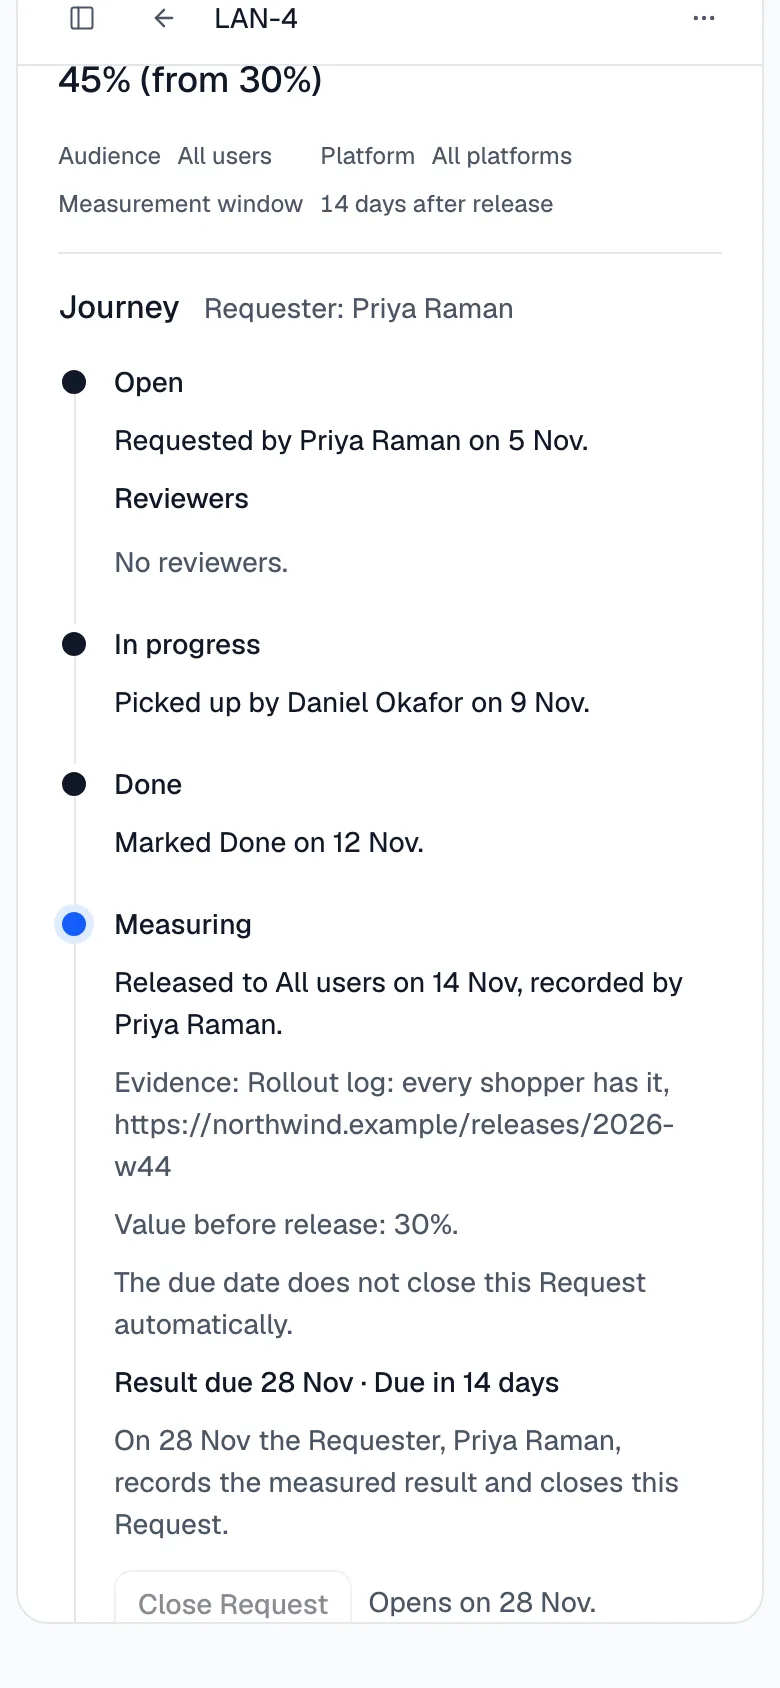 LAN-4
45% (from 30%)
Audience All users Platform All platforms
Measurement window 14 days after release
Journey Requester: Priya Raman
Open
Requested by Priya Raman on 5 Nov.
Reviewers
No reviewers.
In progress
Picked up by Daniel Okafor on 9 Nov.
Done
Marked Done on 12 Nov.
Measuring
Released to All users on 14 Nov, recorded by
Priya Raman.
Evidence: Rollout log: every shopper has it,
https://northwind.example/releases/2026-
w44
Value before release: 30%.
The due date does not close this Request
automatically.
Result due 28 Nov · Due in 14 days
On 28 Nov the Requester, Priya Raman,
records the measured result and closes this
Request.
Close Request Opens on 28 Nov.